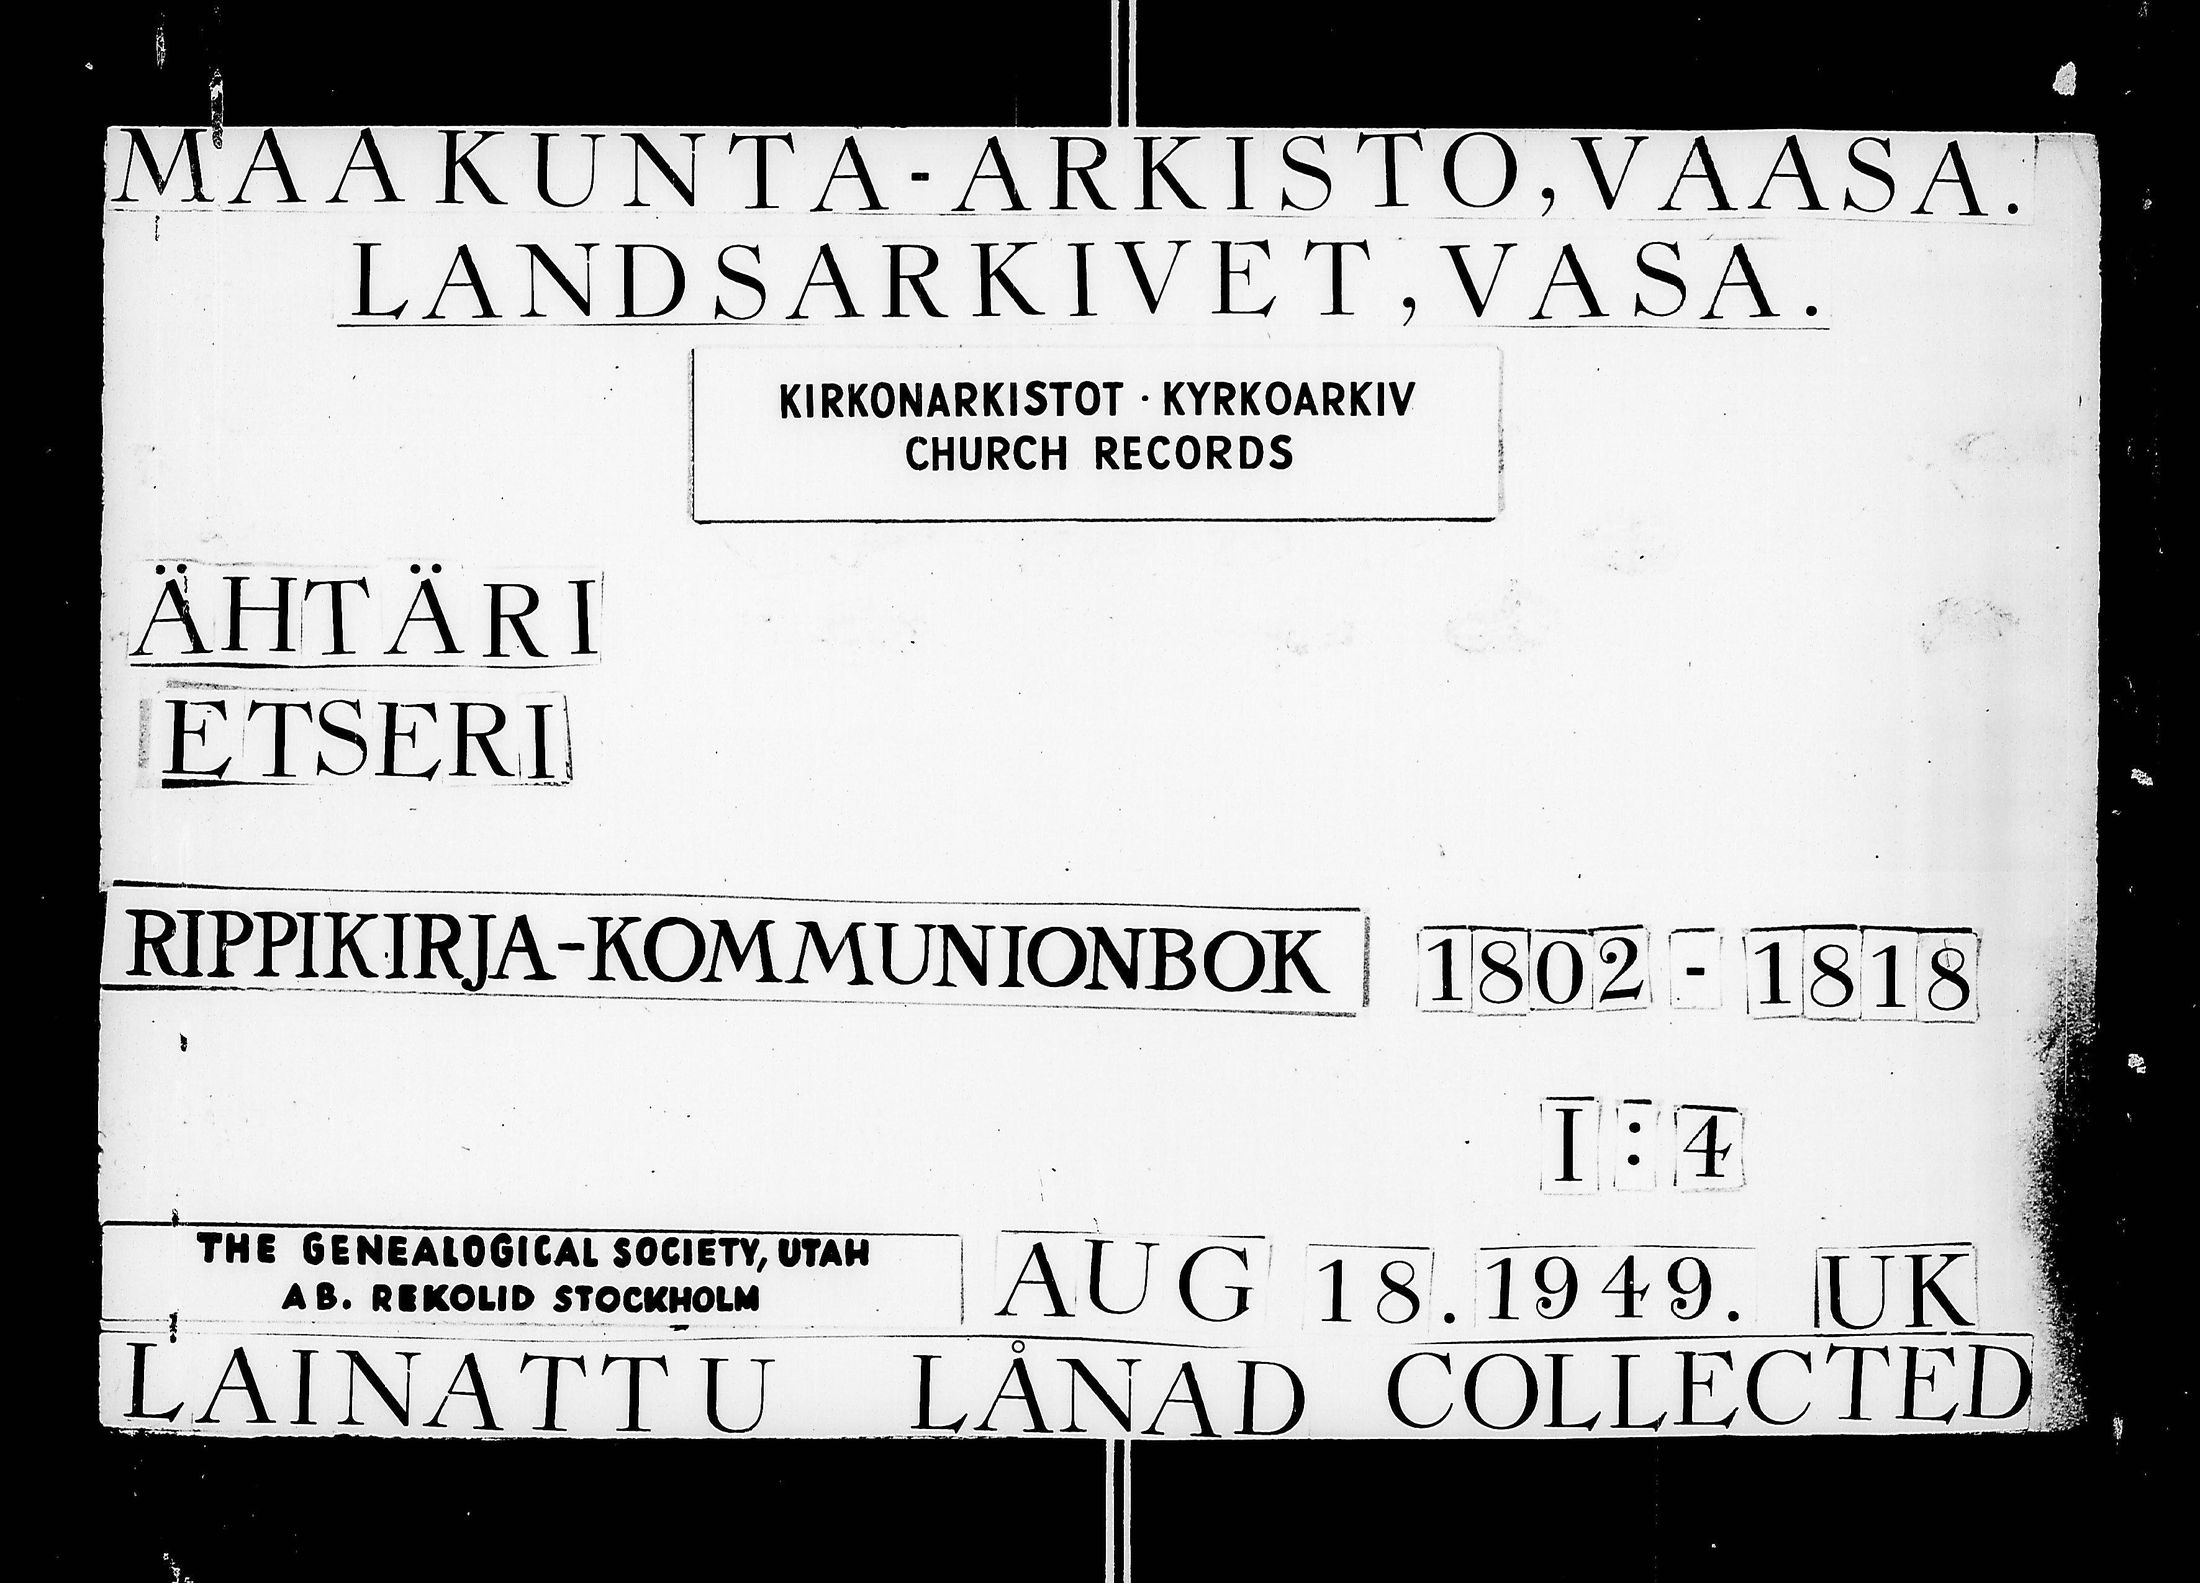 MAAKUNTA-ARKISTO, VAASA.
LANDSARKIVET, VASA.
KIRKONARKISTOT · KYRKOARKIV
CHURCH RECORDS
ÄHTÄRI
ETSERI
RIPPIKIRJA-KOMMUNIONBOK 1802 - 1818
I : 4
THE GENEALOGICAL SOCIETY, UTAH
AB. REKOLID STOCKHOLM
AUG 18. 1949. UK
LAINATTU LÅNAD COLLECTED